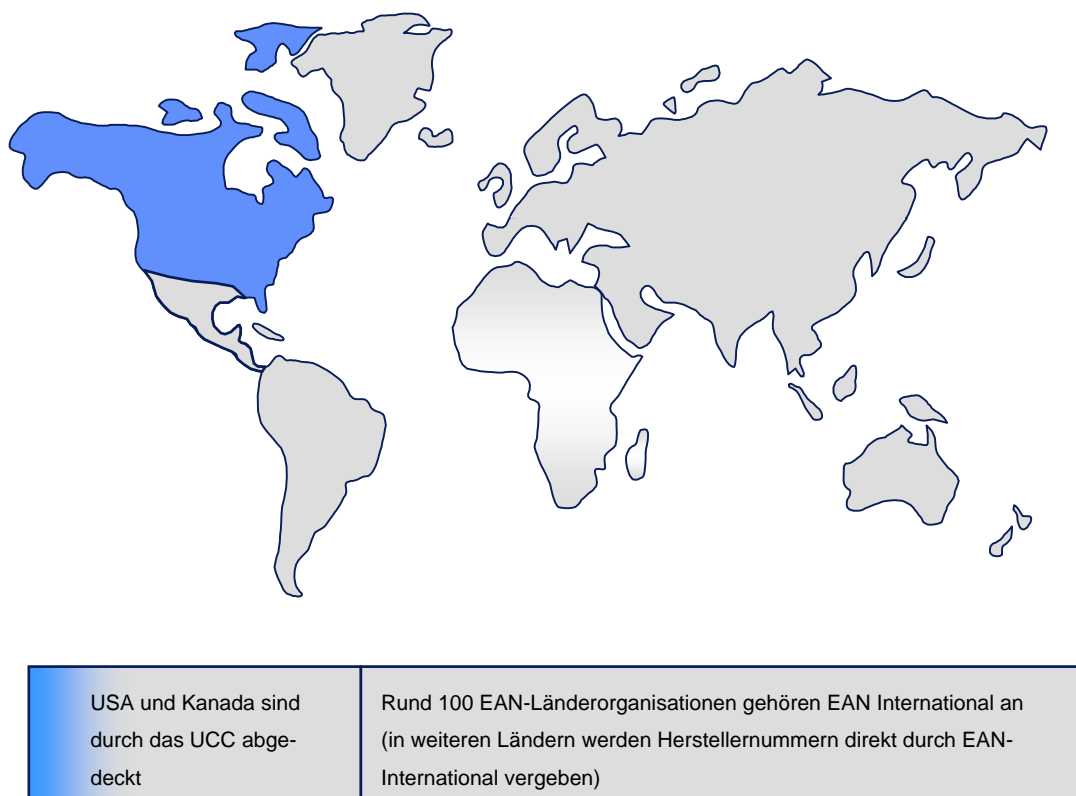 USA und Kanada sind
durch das UCC abge-
deckt
Rund 100 EAN-Länderorganisationen gehören EAN International an
(in weiteren Ländern werden Herstellernummern direkt durch EAN-
International vergeben)